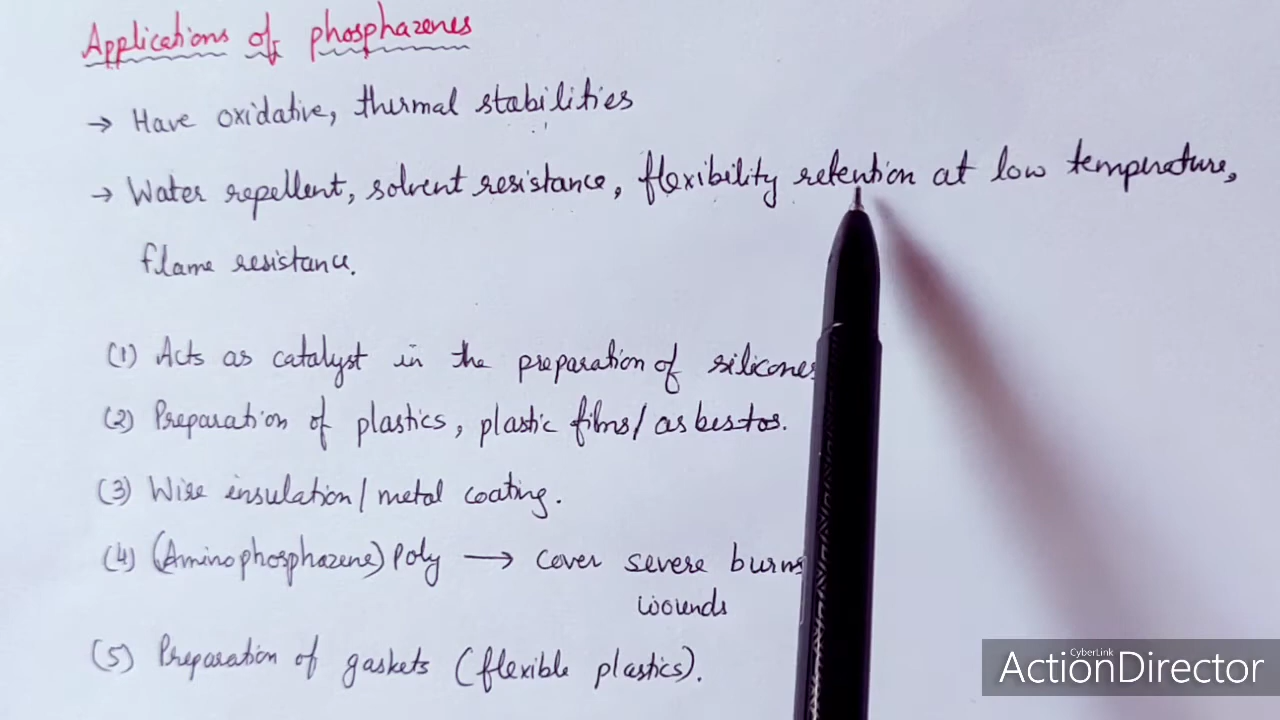 Applications of phosphazenes
→ Have oxidative, thermal stabilities
→ Water repellent, solvent resistance, flexibility retention at low temperature,
flame resistance.
(1) Acts as catalyst in the preparation of silicones
(2) Preparation of plastics, plastic films/asbestos.
(3) Wire insulation/metal coating.
(4) (Aminophosphazene) Poly → cover severe burns
wounds
(5) Preparation of gaskets (flexible plastics).
CyberLink
ActionDirector